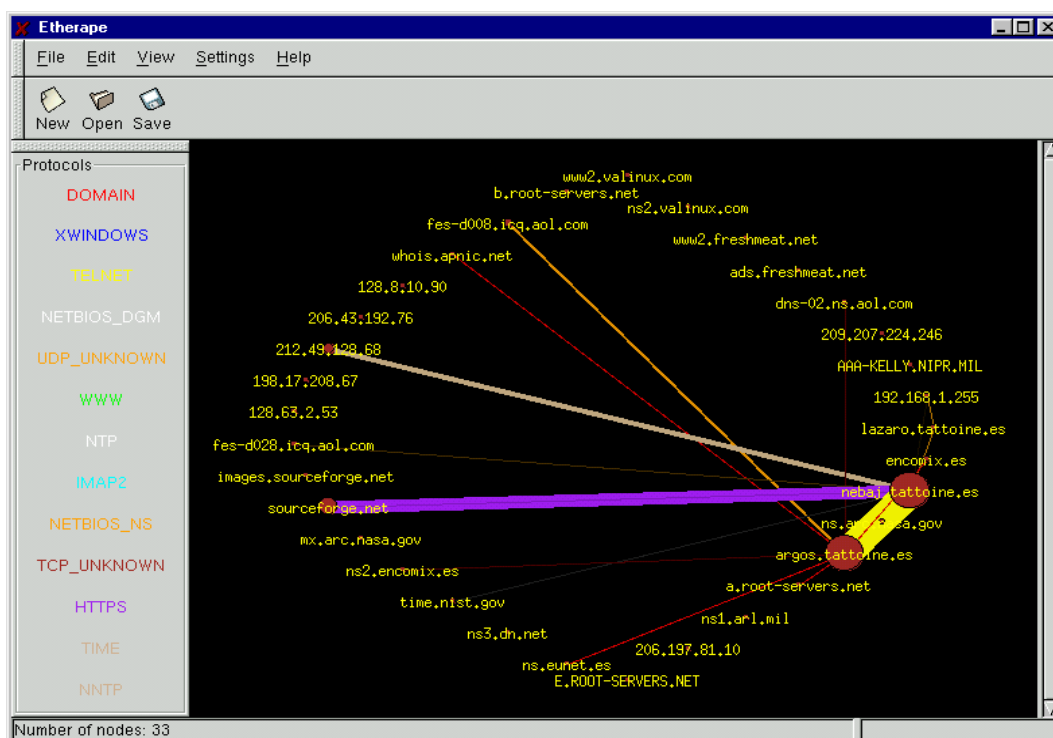 Etherape
File Edit View Settings Help
New Open Save
Protocols
DOMAIN
XWINDOWS
TELNET
NETBIOS_DGM
UDP_UNKNOWN
WWW
NTP
IMAP2
NETBIOS_NS
TCP_UNKNOWN
HTTPS
TIME
NNTP
www2.valinux.com
b.root-servers.net
ns2.valinux.com
fes-d008.icq.aol.com
www2.freshmeat.net
whois.apnic.net
ads.freshmeat.net
128.8.10.90
dns-02.ns.aol.com
206.43.192.76
209.207.224.246
212.49.128.68
AAA-KELLY.NIPR.MIL
198.17.208.67
192.168.1.255
128.63.2.53
lazaro.tattoine.es
fes-d028.icq.aol.com
encomix.es
images.sourceforge.net
nebaj.tattoine.es
sourceforge.net
ns.arc.nasa.gov
mx.arc.nasa.gov
argos.tattoine.es
ns2.encomix.es
a.root-servers.net
time.nist.gov
ns1.arl.mil
ns3.dn.net
206.197.81.10
ns.eunet.es
E.ROOT-SERVERS.NET
Number of nodes: 33